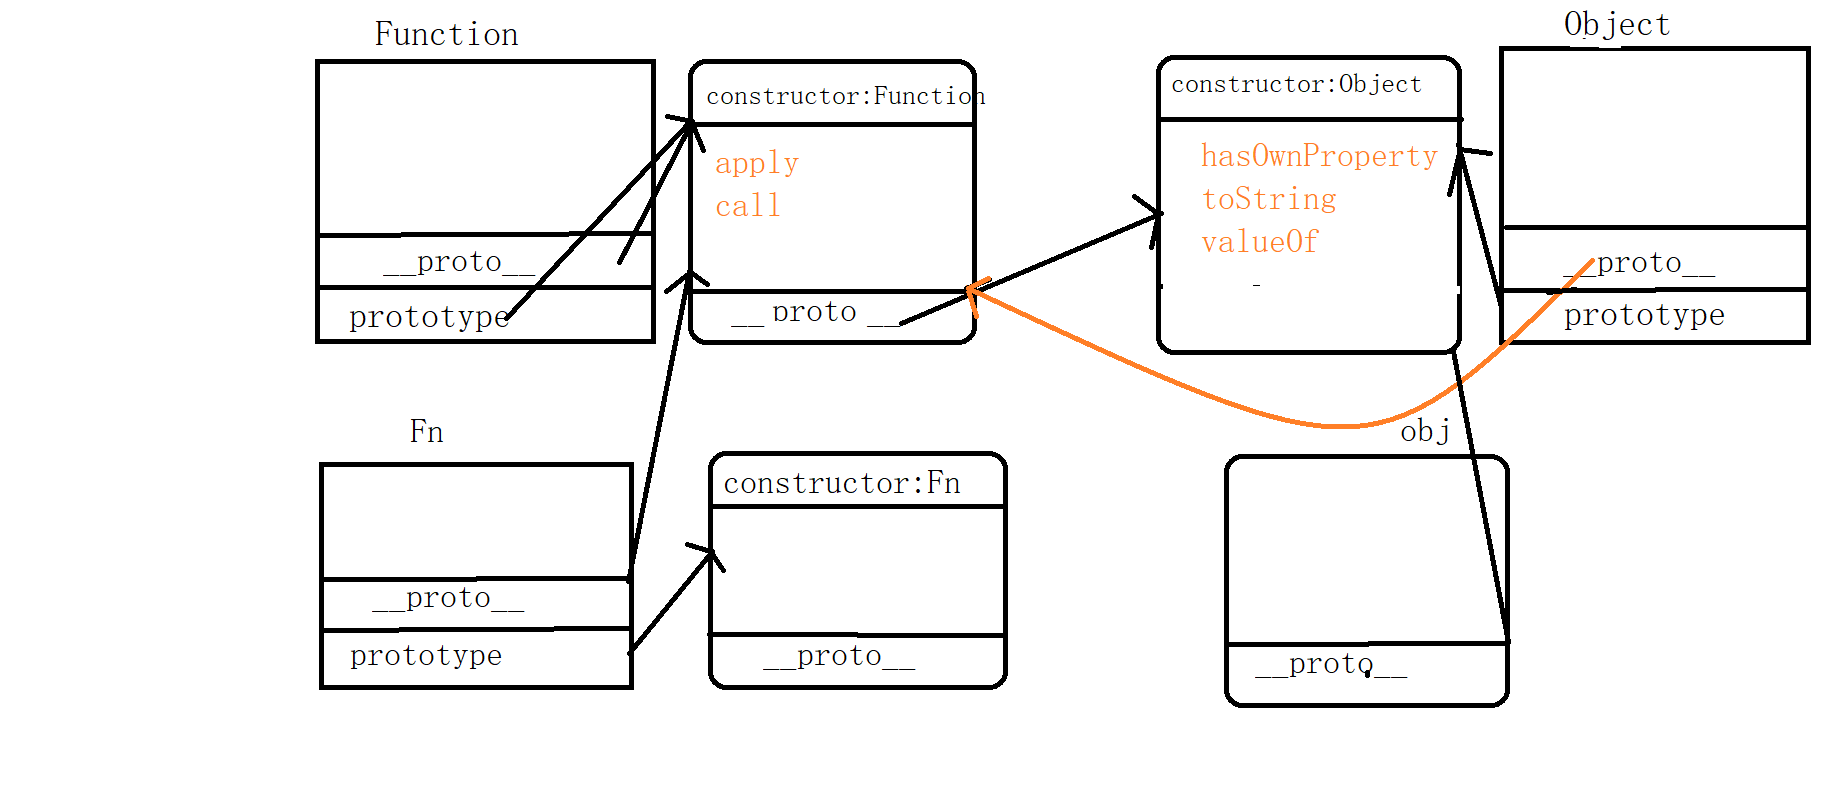 Function
__proto__
prototype
constructor:Function
apply
call
__ proto __
constructor:Object
hasOwnProperty
toString
valueOf
Object
__proto__
prototype
Fn
__proto__
prototype
constructor:Fn
__proto__
obj
__proto__